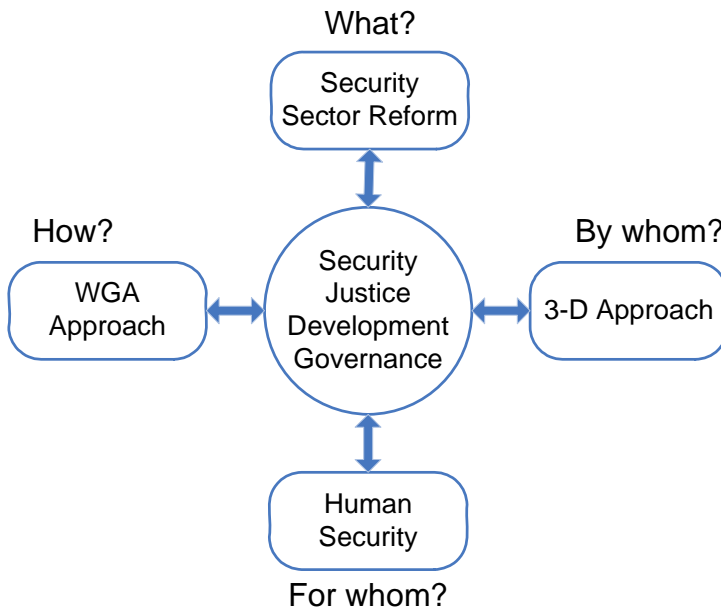 What?
Security
Sector Reform
How?
WGA
Approach
Security
Justice
Development
Governance
By whom?
3-D Approach
Human
Security
For whom?